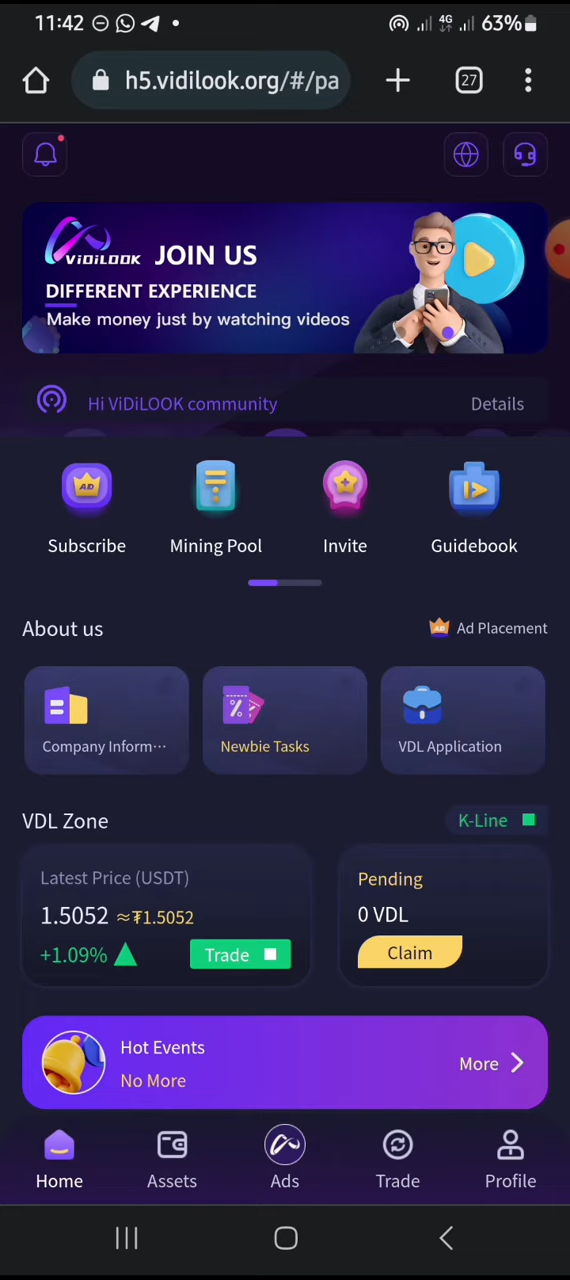 11:42
4G
63%
h5.vidilook.org/#/pa
27
ViDiLOOK
JOIN US
DIFFERENT EXPERIENCE
Make money just by watching videos
Hi ViDiLOOK community
Details
AD
Subscribe
Mining Pool
Invite
Guidebook
About us
AD
Ad Placement
Company Inform···
%
Newbie Tasks
VDL Application
VDL Zone
K-Line
Latest Price (USDT)
1.5052 ≈₮1.5052
+1.09%
Trade
Pending
0 VDL
Claim
Hot Events
No More
More
Home
Assets
Ads
Trade
Profile